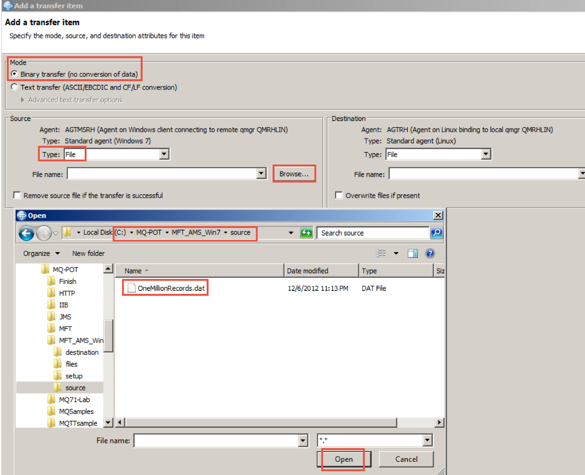 Add a transfer item
Add a transfer item
Specify the mode, source, and destination attributes for this item
Mode
Binary transfer (no conversion of data)
Text transfer (ASCII/EBCDIC and CF/LF conversion)
Advanced text transfer options
Source
Agent: AGTMSRH (Agent on Windows client connecting to remote qmgr QMRHLIN)
Type: Standard agent (Windows 7)
Type: File
File name:
Browse...
Remove source file if the transfer is successful
Destination
Agent: AGTRH (Agent on Linux binding to local qmgr QMRHLIN)
Type: Standard agent (Linux)
Type: File
File name:
Overwrite files if present
Open
Local Disk (C:) MQ-POT MFT_AMS_Win7 source
Search source
Organize New folder
MQ-POT
Finish
HTTP
IIB
JMS
MFT
MFT_AMS_Win
destination
files
setup
source
MQ71-Lab
MQSamples
MQTTsample
Name Date modified Type Siz
OneMillionRecords.dat 12/6/2012 11:13 PM DAT File
File name: *.*
Open Cancel